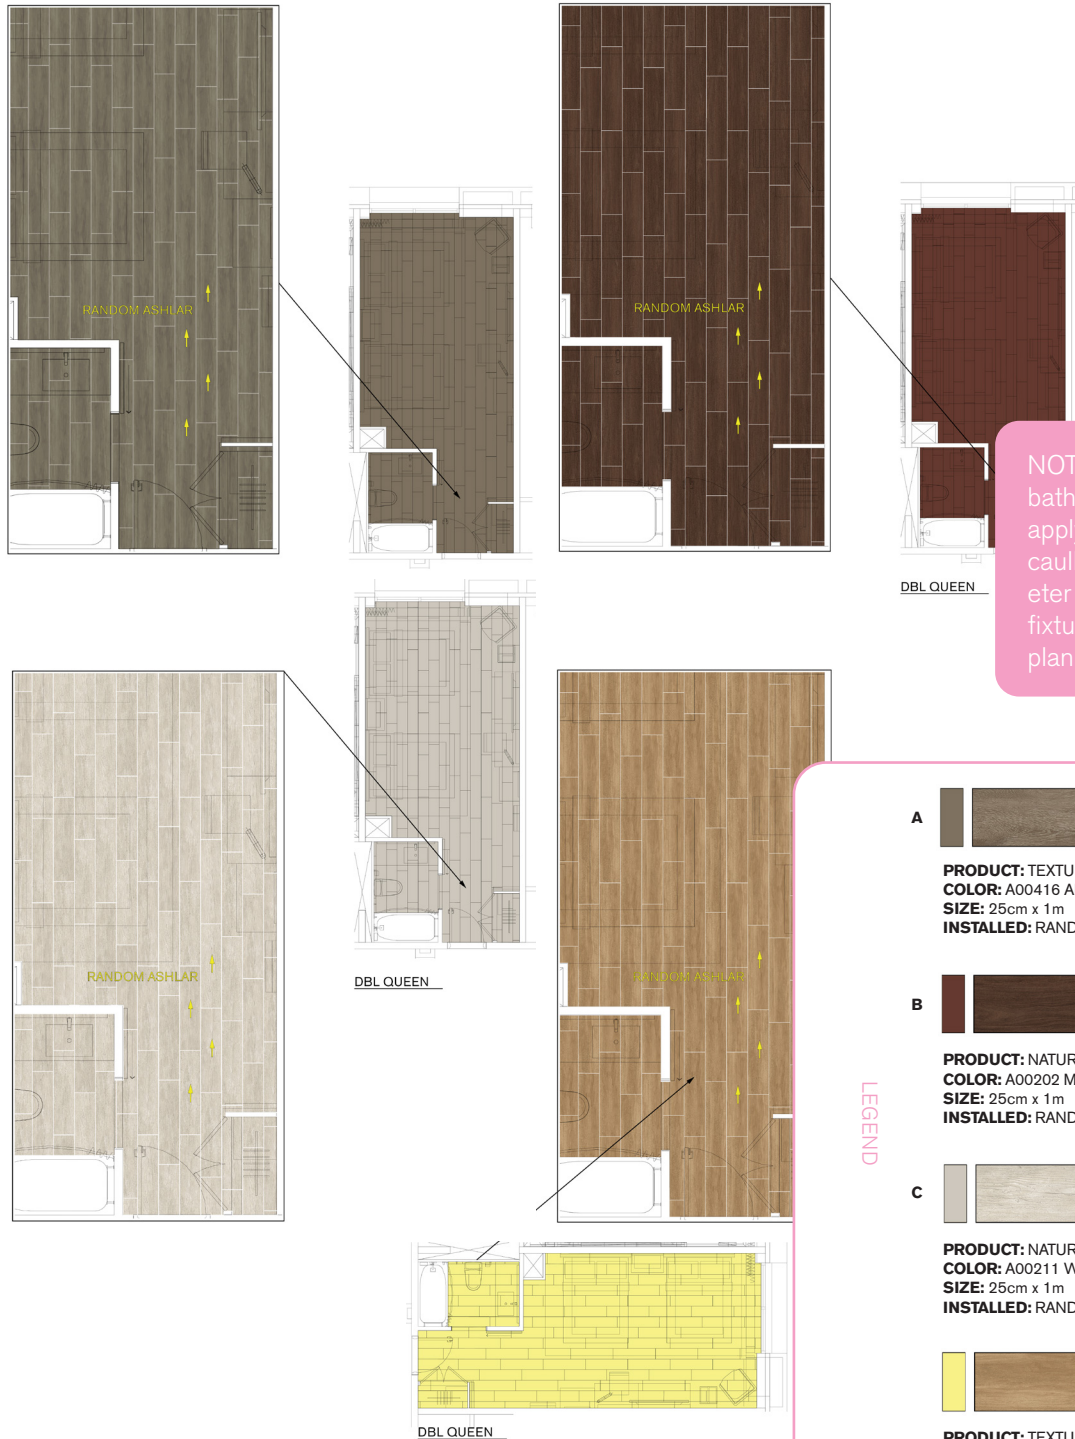 RANDOM ASHLAR
RANDOM ASHLAR
DBL QUEEN
NOT
bath
appl
caul
eter
fixtu
plan
DBL QUEEN
RANDOM ASHLAR
RANDOM ASHLAR
DBL QUEEN
LEGEND
A
PRODUCT: TEXTU
COLOR: A00416 A
SIZE: 25cm x 1m
INSTALLED: RAND
B
PRODUCT: NATUR
COLOR: A00202 M
SIZE: 25cm x 1m
INSTALLED: RAND
C
PRODUCT: NATUR
COLOR: A00211 W
SIZE: 25cm x 1m
INSTALLED: RAND
PRODUCT: TEXTU